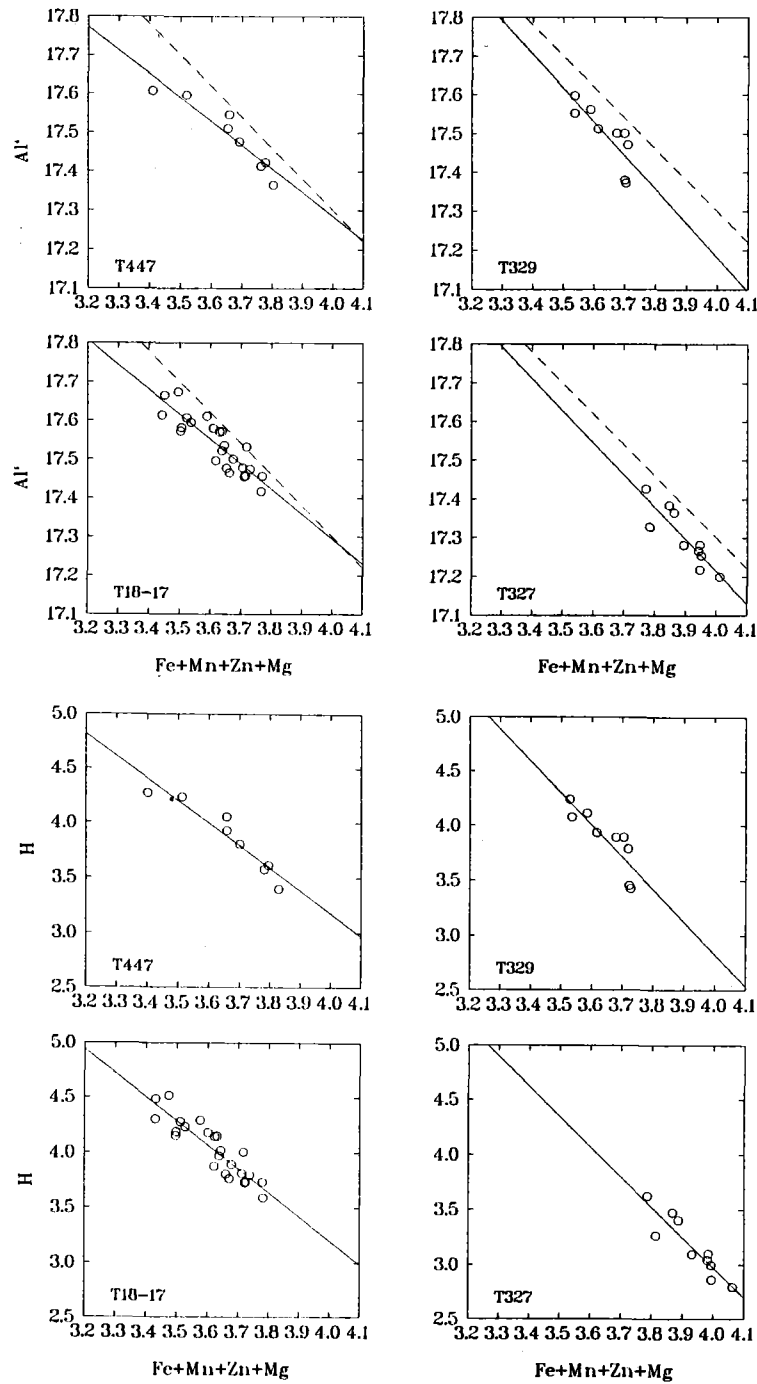 17.8 17.7 17.6 17.5 17.4 17.3 17.2 17.1
Al'
T447
3.2 3.3 3.4 3.5 3.6 3.7 3.8 3.9 4.0 4.1
17.8 17.7 17.6 17.5 17.4 17.3 17.2 17.1
T329
3.2 3.3 3.4 3.5 3.6 3.7 3.8 3.9 4.0 4.1
17.8 17.7 17.6 17.5 17.4 17.3 17.2 17.1
Al'
T18-17
3.2 3.3 3.4 3.5 3.6 3.7 3.8 3.9 4.0 4.1
Fe+Mn+Zn+Mg
17.8 17.7 17.6 17.5 17.4 17.3 17.2 17.1
T327
3.2 3.3 3.4 3.5 3.6 3.7 3.8 3.9 4.0 4.1
Fe+Mn+Zn+Mg
5.0 4.5 4.0 3.5 3.0 2.5
H
T447
3.2 3.3 3.4 3.5 3.6 3.7 3.8 3.9 4.0 4.1
5.0 4.5 4.0 3.5 3.0 2.5
T329
3.2 3.3 3.4 3.5 3.6 3.7 3.8 3.9 4.0 4.1
5.0 4.5 4.0 3.5 3.0 2.5
H
T18-17
3.2 3.3 3.4 3.5 3.6 3.7 3.8 3.9 4.0 4.1
Fe+Mn+Zn+Mg
5.0 4.5 4.0 3.5 3.0 2.5
T327
3.2 3.3 3.4 3.5 3.6 3.7 3.8 3.9 4.0 4.1
Fe+Mn+Zn+Mg